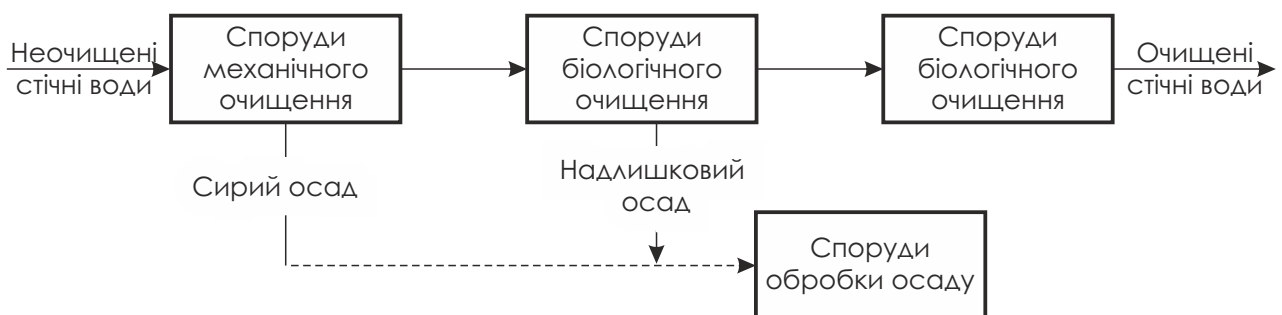 Неочищені
стічні води
Споруди
механічного
очищення
Споруди
біологічного
очищення
Споруди
біологічного
очищення
Очищені
стічні води
Сирий осад
Надлишковий
осад
Споруди
обробки осаду